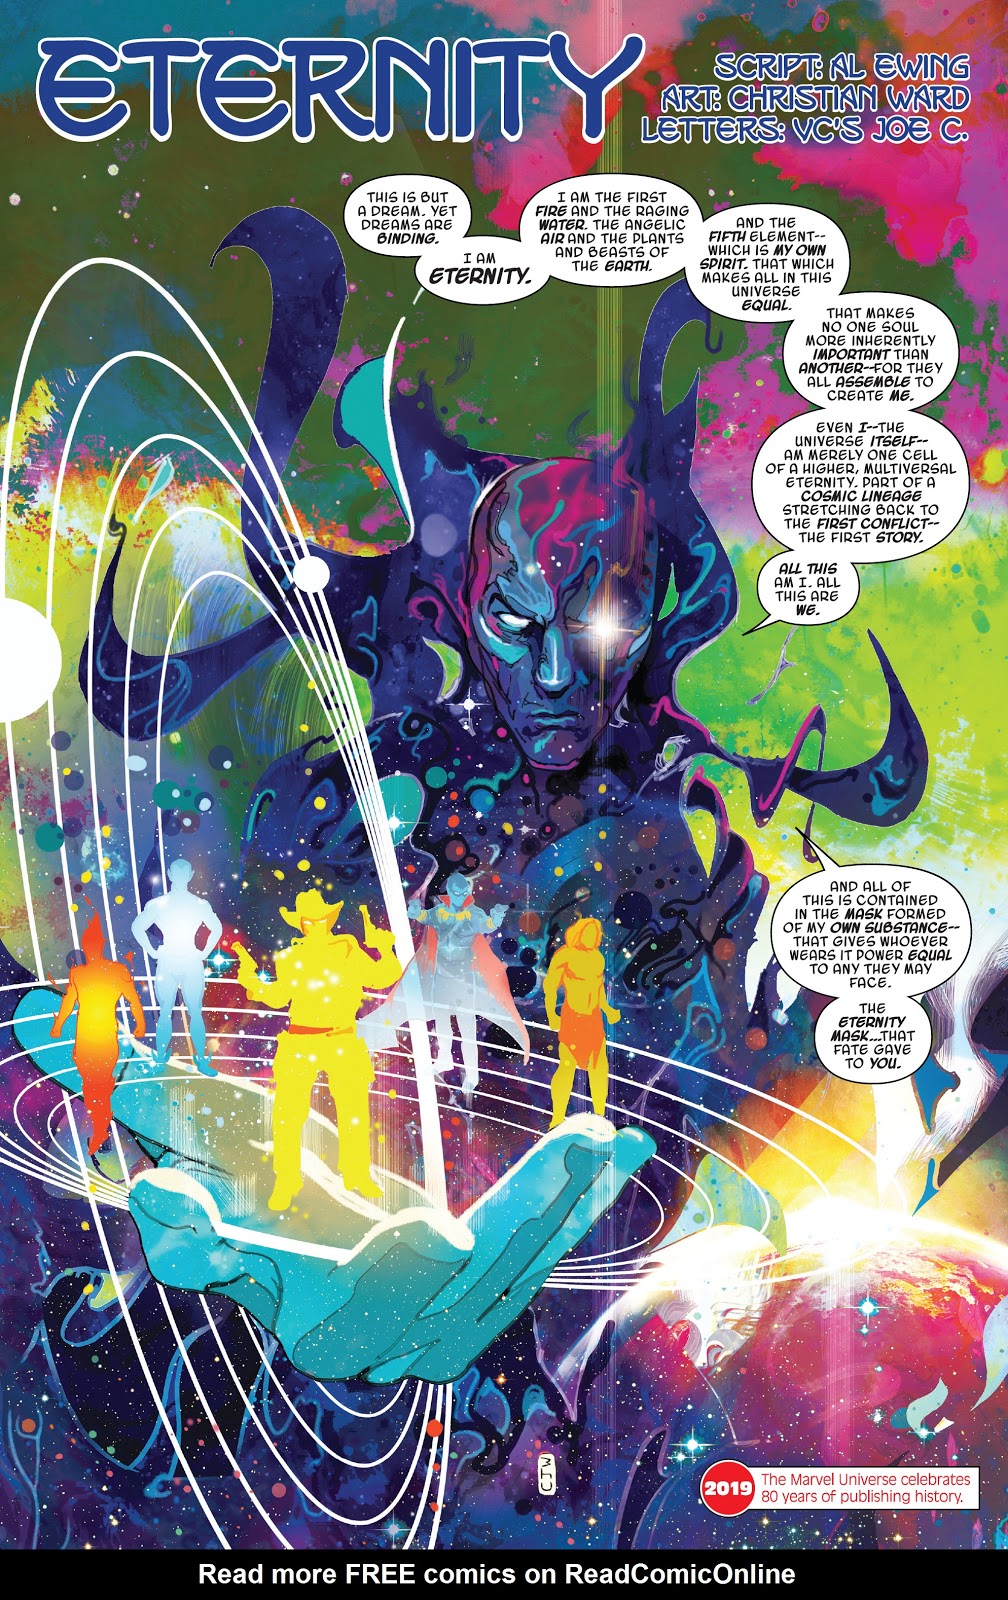 ETERNITY
SCRIPT: AL EWING
ART: CHRISTIAN WARD
LETTERS: VC'S JOE C.
THIS IS BUT
A DREAM. YET
DREAMS ARE
BINDING.
I AM
ETERNITY.
I AM THE FIRST
FIRE AND THE RAGING
WATER. THE ANGELIC
AIR AND THE PLANTS
AND BEASTS OF
THE EARTH.
AND THE
FIFTH ELEMENT--
WHICH IS MY OWN
SPIRIT. THAT WHICH
MAKES ALL IN THIS
UNIVERSE
EQUAL.
THAT MAKES
NO ONE SOUL
MORE INHERENTLY
IMPORTANT THAN
ANOTHER--FOR THEY
ALL ASSEMBLE TO
CREATE ME.
EVEN I--THE
UNIVERSE ITSELF--
AM MERELY ONE CELL
OF A HIGHER, MULTIVERSAL
ETERNITY. PART OF A
COSMIC LINEAGE
STRETCHING BACK TO
THE FIRST CONFLICT--
THE FIRST STORY.
ALL THIS
AM I. ALL
THIS ARE
WE.
AND ALL OF
THIS IS CONTAINED
IN THE MASK FORMED
OF MY OWN SUBSTANCE--
THAT GIVES WHOEVER
WEARS IT POWER EQUAL
TO ANY THEY MAY
FACE.
THE
ETERNITY
MASK...THAT
FATE GAVE
TO YOU.
2019
The Marvel Universe celebrates
80 years of publishing history.
Read more FREE comics on ReadComicOnline